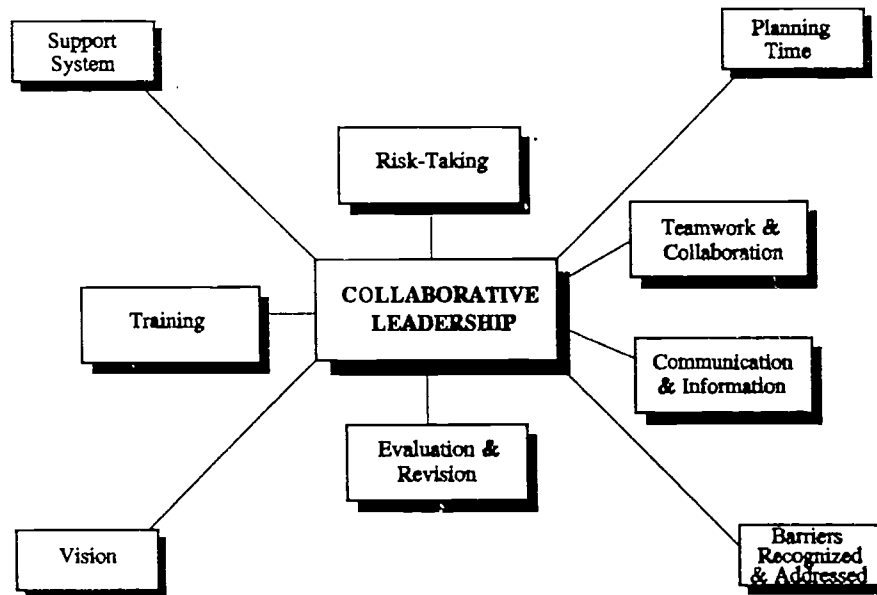 Support
System
Planning
Time
Risk-Taking
Teamwork &
Collaboration
COLLABORATIVE
LEADERSHIP
Training
Communication
& Information
Evaluation &
Revision
Vision
Barriers
Recognized
& Addressed